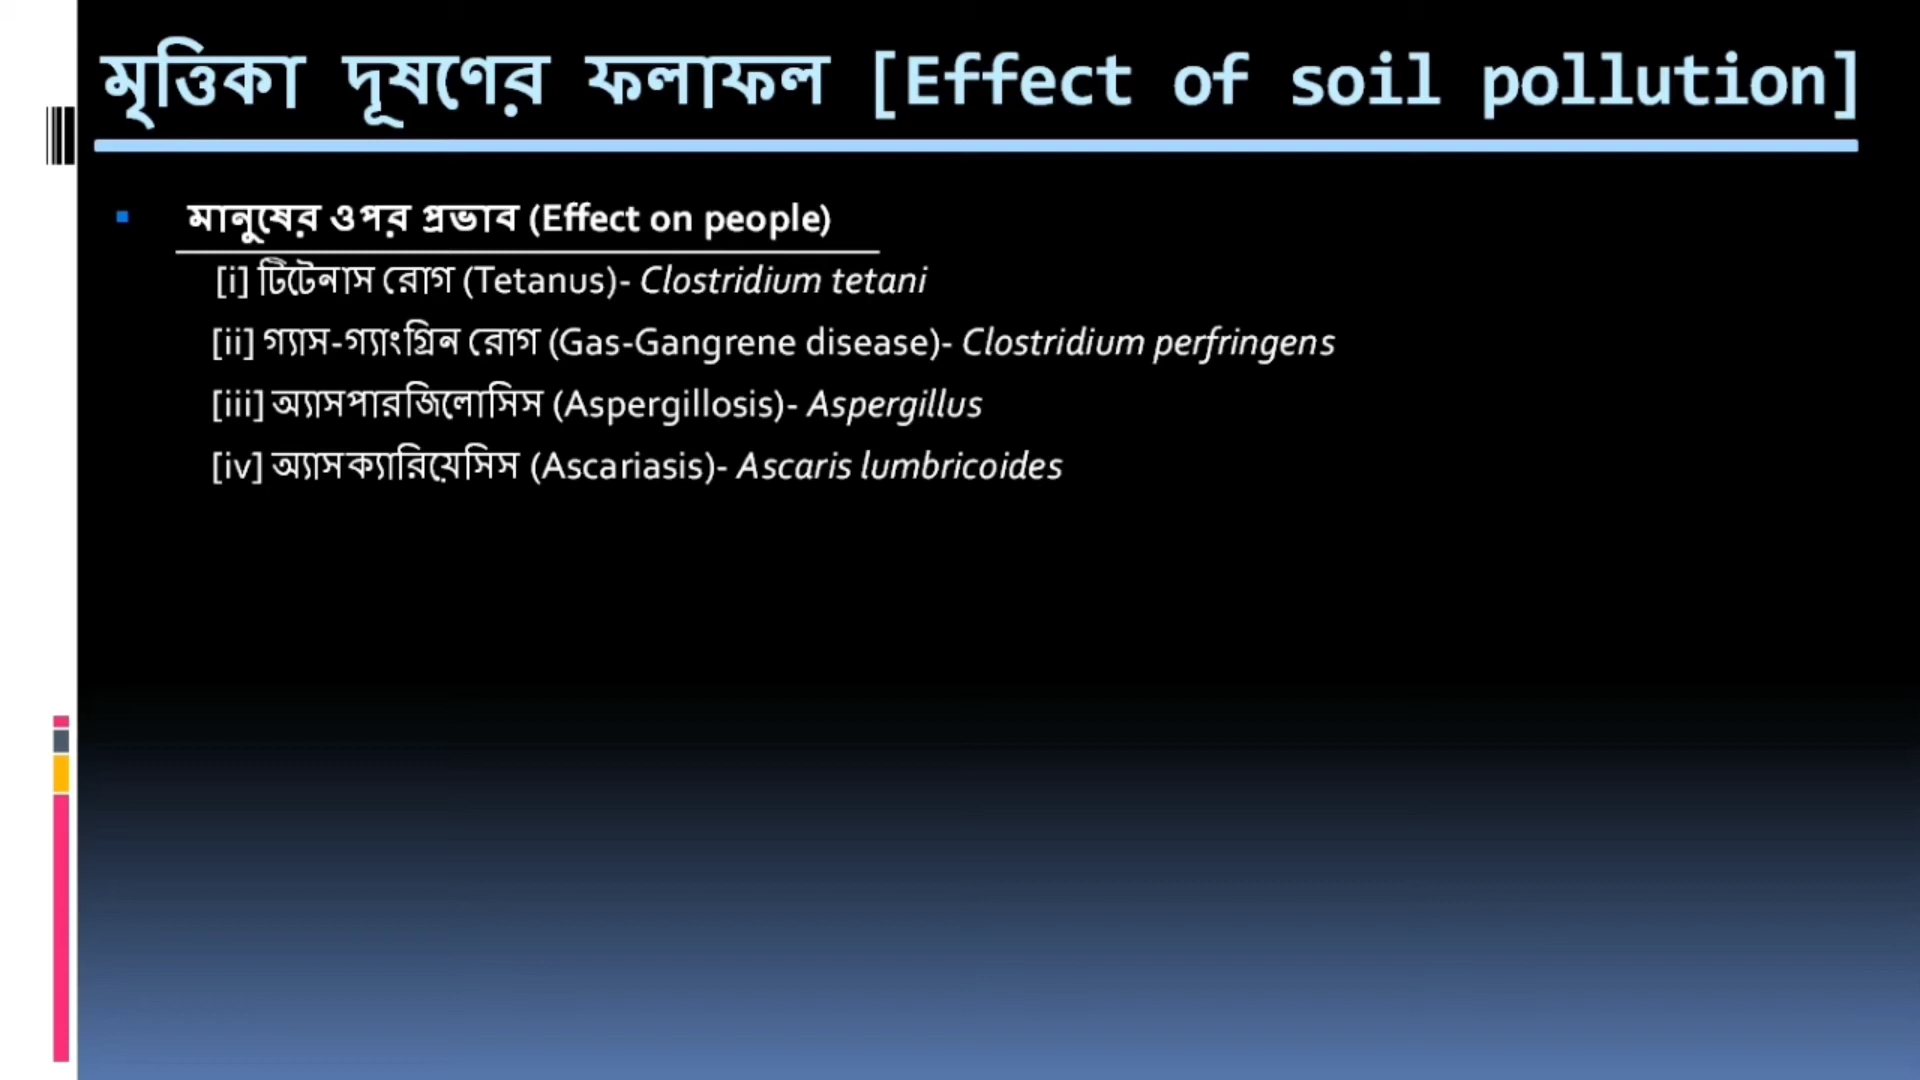 মৃত্তিকা দূষণের ফলাফল [Effect of soil pollution]
মানুষের ওপর প্রভাব (Effect on people)
[i] টিটেনাস রোগ (Tetanus)- Clostridium tetani
[ii] গ্যাস-গ্যাংগ্রিন রোগ (Gas-Gangrene disease)- Clostridium perfringens
[iii] অ্যাসপারজিলোসিস (Aspergillosis)- Aspergillus
[iv] অ্যাসক্যারিয়েসিস (Ascariasis)- Ascaris lumbricoides